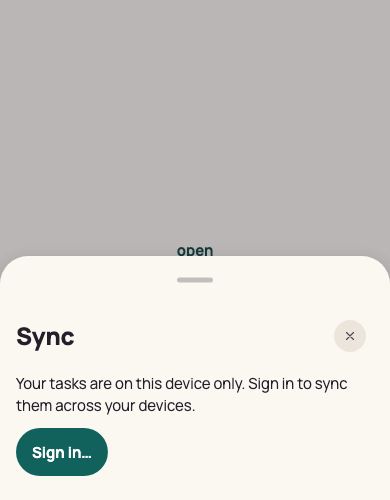 open
Sync
Your tasks are on this device only. Sign in to sync
them across your devices.
Sign in…